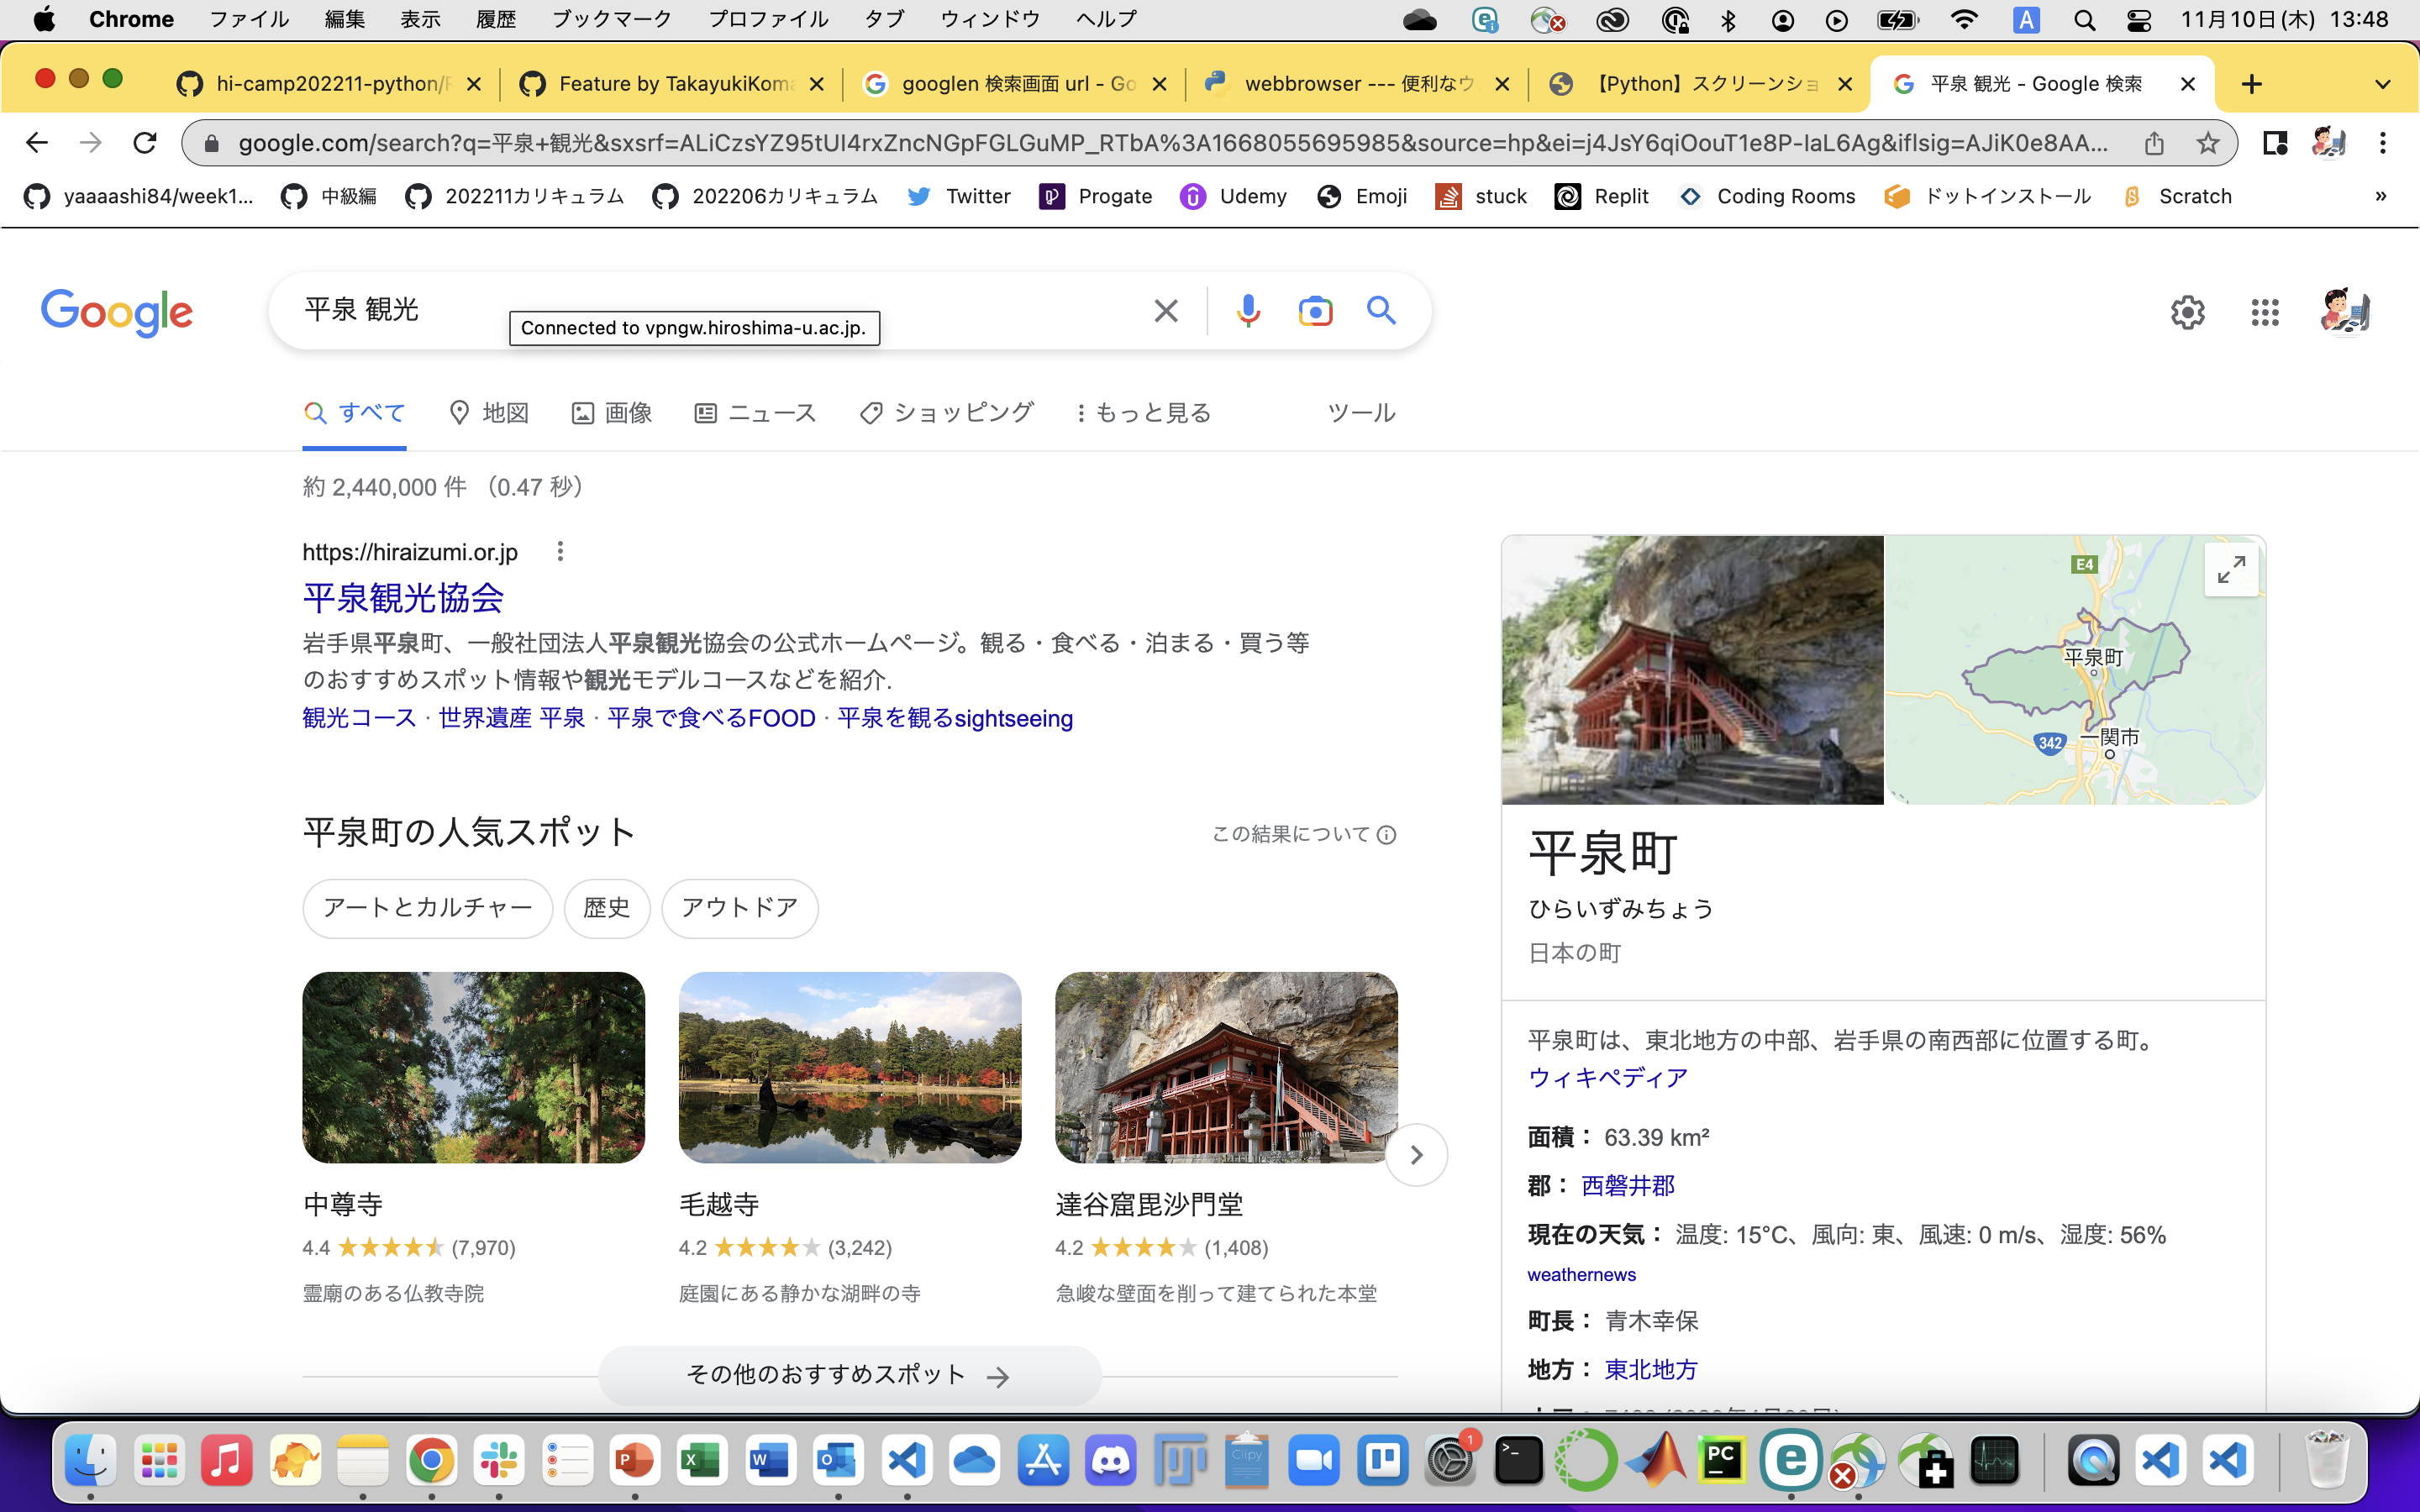 Chrome ファイル 編集 表示 履歴 ブックマーク プロファイル タブ ウィンドウ ヘルプ
A 11月10日(木) 13:48
hi-camp202211-python/
Feature by TakayukiKoma
googlen 検索画面 url - Go
webbrowser --- 便利なウ
【Python】スクリーンショ
平泉 観光 - Google 検索
google.com/search?q=平泉+観光&sxsrf=ALiCzsYZ95tUI4rxZncNGpFGLGuMP_RTbA%3A1668055695985&source=hp&ei=j4JsY6qiOouT1e8P-IaL6Ag&iflsig=AJiK0e8AA...
yaaaashi84/week1... 中級編 202211カリキュラム 202206カリキュラム Twitter Progate Udemy Emoji stuck Replit Coding Rooms ドットインストール Scratch »
Google
平泉 観光
Connected to vpngw.hiroshima-u.ac.jp.
すべて 地図 画像 ニュース ショッピング もっと見る ツール
約 2,440,000 件 （0.47 秒）
https://hiraizumi.or.jp
平泉観光協会
岩手県平泉町、一般社団法人平泉観光協会の公式ホームページ。観る・食べる・泊まる・買う等
のおすすめスポット情報や観光モデルコースなどを紹介.
観光コース · 世界遺産 平泉 · 平泉で食べるFOOD · 平泉を観るsightseeing
平泉町の人気スポット
この結果について
アートとカルチャー 歴史 アウトドア
中尊寺
4.4 (7,970)
霊廟のある仏教寺院
毛越寺
4.2 (3,242)
庭園にある静かな湖畔の寺
達谷窟毘沙門堂
4.2 (1,408)
急峻な壁面を削って建てられた本堂
その他のおすすめスポット →
E4
平泉町
342
一関市
平泉町
ひらいずみちょう
日本の町
平泉町は、東北地方の中部、岩手県の南西部に位置する町。
ウィキペディア
面積： 63.39 km²
郡： 西磐井郡
現在の天気： 温度: 15°C、風向: 東、風速: 0 m/s、湿度: 56%
weathernews
町長： 青木幸保
地方： 東北地方
P
X
W
O
Clipy
1
PC
e